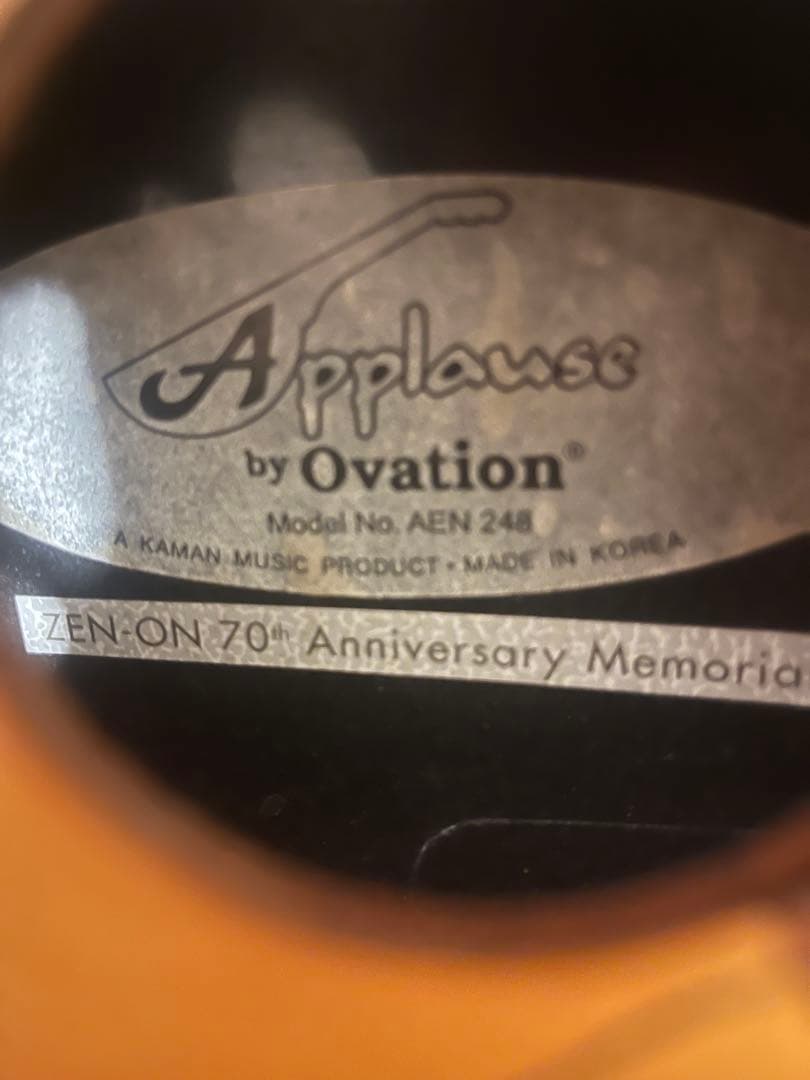 Applause
by Ovation®
Model No. AEN 248
A KAMAN MUSIC PRODUCT • MADE IN KOREA
ZEN-ON 70th Anniversary Memoria